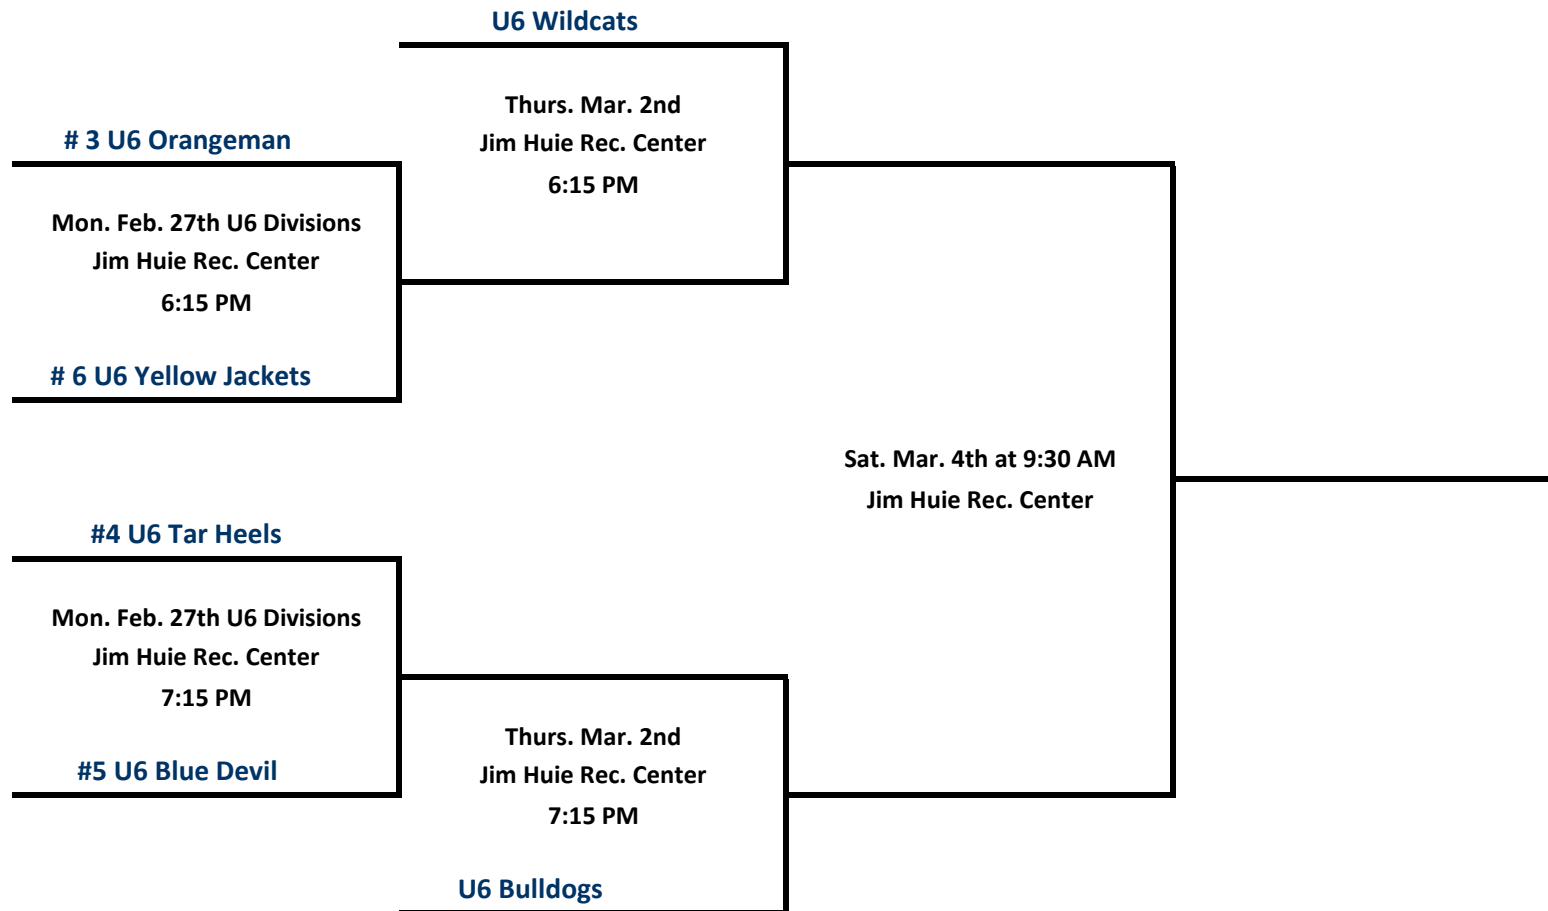 U6 Wildcats
Thurs. Mar. 2nd
Jim Huie Rec. Center
6:15 PM
# 3 U6 Orangeman
Mon. Feb. 27th U6 Divisions
Jim Huie Rec. Center
6:15 PM
# 6 U6 Yellow Jackets
Sat. Mar. 4th at 9:30 AM
Jim Huie Rec. Center
#4 U6 Tar Heels
Mon. Feb. 27th U6 Divisions
Jim Huie Rec. Center
7:15 PM
#5 U6 Blue Devil
Thurs. Mar. 2nd
Jim Huie Rec. Center
7:15 PM
U6 Bulldogs